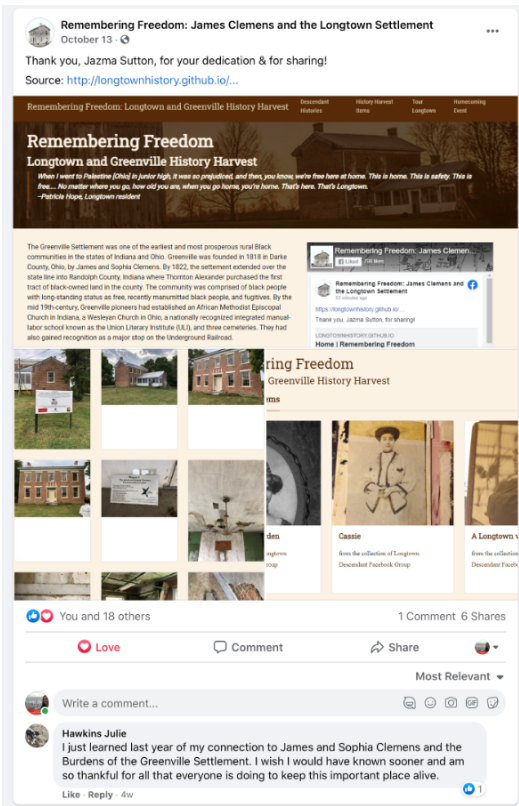 Remembering Freedom: James Clemens and the Longtown Settlement
October 13 ·
Thank you, Jazma Sutton, for your dedication & for sharing!
Source: http://longtownhistory.github.io/...
Remembering Freedom: Longtown and Greenville History Harvest
Descendant Histories
History Harvest Items
Tour Longtown
Homecoming Event
Remembering Freedom
Longtown and Greenville History Harvest
When I went to Palestine [Ohio] in junior high, it was so prejudiced, and then, you know, we're free here at home. This is home. This is safety. This is
free.... No matter where you go, how old you are, when you go home, you're home. That's here. That's Longtown.
–Patricie Hope, Longtown resident
The Greenville Settlement was one of the earliest and most prosperous rural Black
communities in the states of Indiana and Ohio. Greenville was founded in 1818 in Darke
County, Ohio, by James and Sophia Clemens. By 1822, the settlement extended over the
state line into Randolph County, Indiana where Thornton Alexander purchased the first
tract of black-owned land in the county. The community was comprised of black people
with long-standing status as free, recently manumitted black people, and fugitives. By the
mid 19th-century, Greenville pioneers had established an African Methodist Episcopal
Church in Indiana, a Wesleyan Church in Ohio, a nationally recognized integrated manual-
labor school known as the Union Literary Institute (ULI), and three cemeteries. They had
also gained recognition as a major stop on the Underground Railroad.
Remembering Freedom: James Clemen...
Liked
Remembering Freedom: James Clemens and
the Longtown Settlement
https://longtownhistory.github.io/...
Thank you, Jazma Sutton, for sharing!
LONGTOWNHISTORY.GITHUB.IO
Home | Remembering Freedom
ring Freedom
Greenville History Harvest
ems
den
Cassie
A Longtown v
from the collection of Longtown
Descendant Facebook Group
ongtown
roup
from the collection
Descendant Faceb
You and 18 others
1 Comment 6 Shares
Love
Comment
Share
Most Relevant
Write a comment...
GIF
Hawkins Julie
I just learned last year of my connection to James and Sophia Clemens and the
Burdens of the Greenville Settlement. I wish I would have known sooner and am
so thankful for all that everyone is doing to keep this important place alive.
1
Like · Reply · 4w